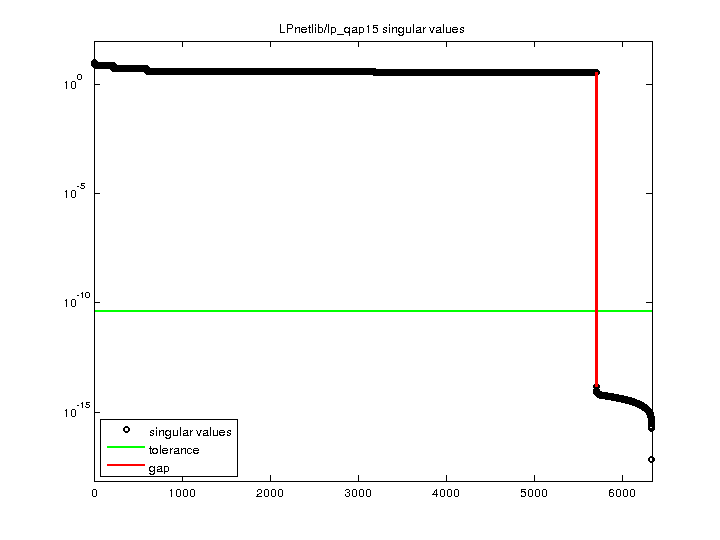 LPnetlib/lp_qap15 singular values
10^0
10^-5
10^-10
10^-15
singular values
tolerance
gap
0 1000 2000 3000 4000 5000 6000